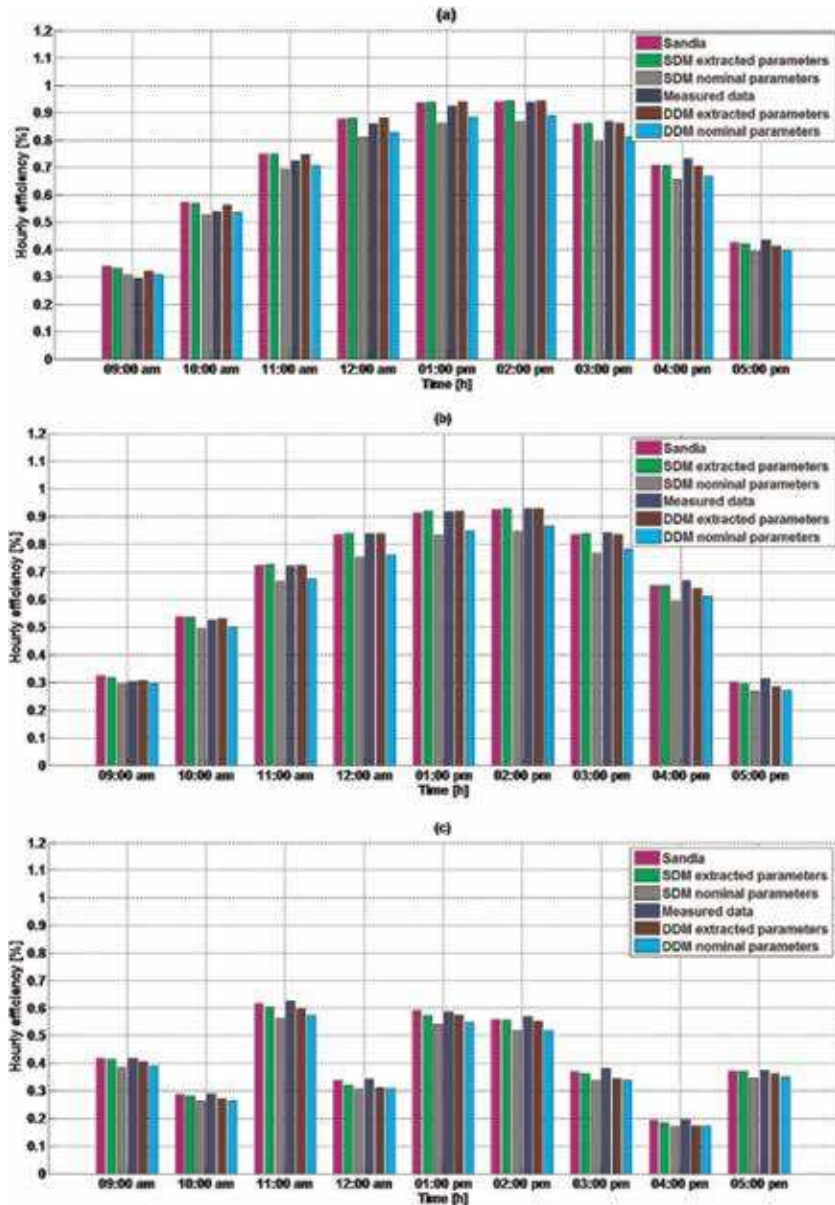 (a)
1.2
1.1
1
0.9
0.8
0.7
0.6
0.5
0.4
0.3
0.2
0.1
0
Hourly efficiency [%]
Sandia
SDM extracted parameters
SDM nominal parameters
Measured data
DDM extracted parameters
DDM nominal parameters
09:00 am 10:00 am 11:00 am 12:00 am 01:00 pm 02:00 pm 03:00 pm 04:00 pm 05:00 pm
Time [h]
(b)
1.2
1.1
1
0.9
0.8
0.7
0.6
0.5
0.4
0.3
0.2
0.1
0
Hourly efficiency [%]
Sandia
SDM extracted parameters
SDM nominal parameters
Measured data
DDM extracted parameters
DDM nominal parameters
09:00 am 10:00 am 11:00 am 12:00 am 01:00 pm 02:00 pm 03:00 pm 04:00 pm 05:00 pm
Time [h]
(c)
1.2
1.1
1
0.9
0.8
0.7
0.6
0.5
0.4
0.3
0.2
0.1
0
Hourly efficiency [%]
Sandia
SDM extracted parameters
SDM nominal parameters
Measured data
DDM extracted parameters
DDM nominal parameters
09:00 am 10:00 am 11:00 am 12:00 am 01:00 pm 02:00 pm 03:00 pm 04:00 pm 05:00 pm
Time [h]